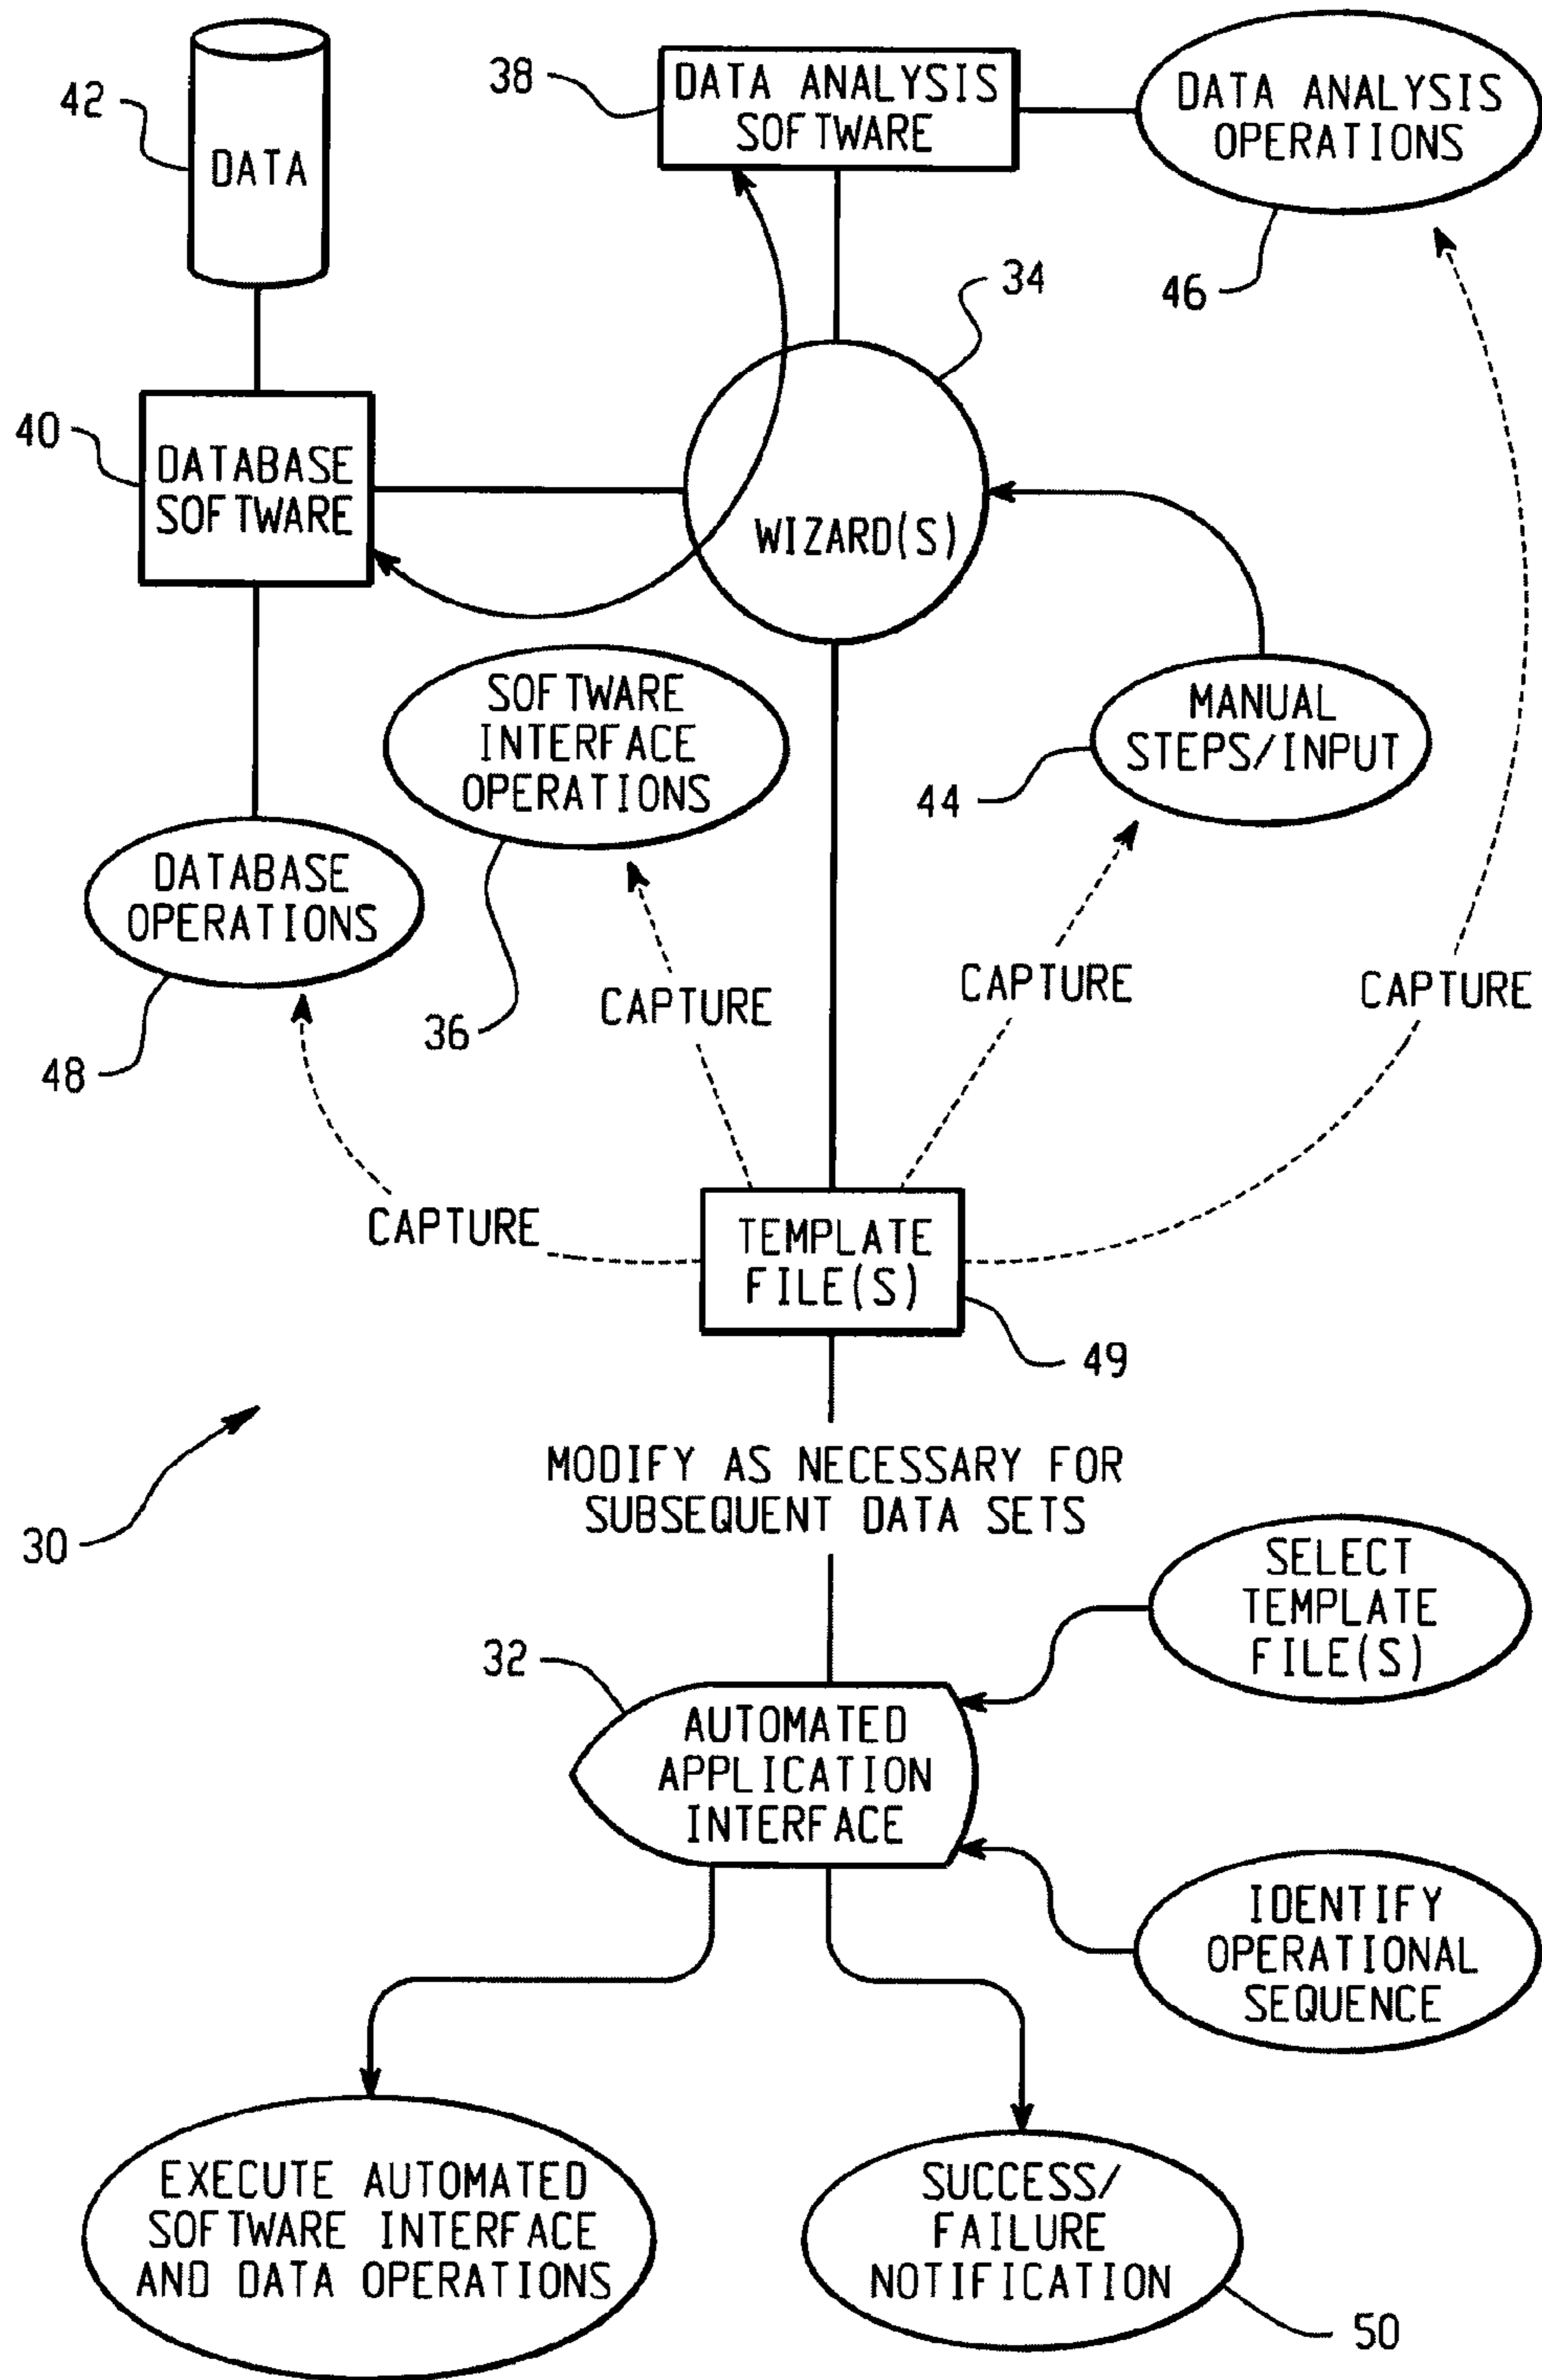 42
DATA
38
DATA ANALYSIS
SOFTWARE
DATA ANALYSIS
OPERATIONS
46
34
40
DATABASE
SOFTWARE
WIZARD(S)
SOFTWARE
INTERFACE
OPERATIONS
36
MANUAL
STEPS/INPUT
44
DATABASE
OPERATIONS
48
CAPTURE
CAPTURE
CAPTURE
CAPTURE
TEMPLATE
FILE(S)
49
30
MODIFY AS NECESSARY FOR
SUBSEQUENT DATA SETS
SELECT
TEMPLATE
FILE(S)
32
AUTOMATED
APPLICATION
INTERFACE
IDENTIFY
OPERATIONAL
SEQUENCE
EXECUTE AUTOMATED
SOFTWARE INTERFACE
AND DATA OPERATIONS
SUCCESS/
FAILURE
NOTIFICATION
50